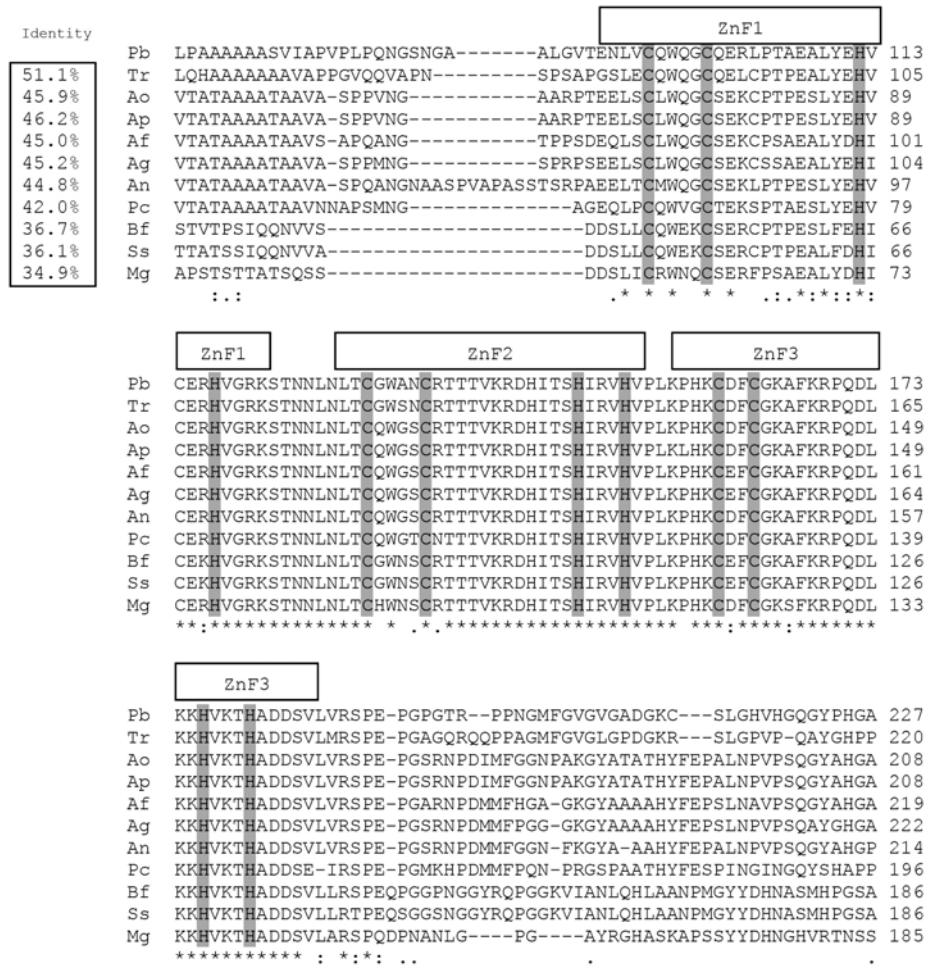 Identity
ZnF1
Pb LPAAAAAASVIAPVPLPQNGSNGA--------ALGVTENLVCQWQGCQERLPTAEALYEHV 113
51.1% Tr LQHAAAAAAAVAPPGVQQVAPN---------SPSAPGSLECQWQGCQELCPTPEALYEHV 105
45.9% Ao VTATAAAATAAVA-SPPVNG-----------AARPTEELSCLWQGCSEKCPTPESLYEHV 89
46.2% Ap VTATAAAATAAVA-SPPVNG-----------AARPTEELSCLWQGCSEKCPTPESLYEHV 89
45.0% Af VTATAAAATAAVS-APQANG-----------TPPSDEQLSCLWQGCSEKCPTPEALYDHI 101
45.2% Ag VTATAAAATAAVA-SPPMNG-----------SPRPSEELSCLWQGCSEKCSSAEALYDHI 104
44.8% An VTATAAAATAAVA-SPQANGNAASPVAPASSTSRPAEELTCMWQGCSEKLPTPESLYEHV 97
42.0% Pc VTATAAAATAAVNNAPSMNG--------------AGEQLPCQWVGCTEKSPTAESLYEHV 79
36.7% Bf STVTPSIQQNVVS----------------------DDSLLCQWEKCSERCPTPESLFEHI 66
36.1% Ss TTATSSIQQNVVA----------------------DDSLLCQWEKCSERCPTPEALFDHI 66
34.9% Mg APSTSTTATSQSS----------------------DDSLICRWNQCSERFPSAEALYDHI 73
:.: .* * * * .:.*:*::*:
ZnF1 ZnF2 ZnF3
Pb CERHVGRKSTNNLNLTCGWANCRTTTVKRDHITSHIRVHVPLKPHKCDFCGKAFKRPQDL 173
Tr CERHVGRKSTNNLNLTCGWSNCRTTTVKRDHITSHIRVHVPLKPHKCDFCGKAFKRPQDL 165
Ao CERHVGRKSTNNLNLTCQWGSCRTTTVKRDHITSHIRVHVPLKPHKCDFCGKAFKRPQDL 149
Ap CERHVGRKSTNNLNLTCQWGSCRTTTVKRDHITSHIRVHVPLKLHKCDFCGKAFKRPQDL 149
Af CERHVGRKSTNNLNLTCQWGSCRTTTVKRDHITSHIRVHVPLKPHKCEFCGKAFKRPQDL 161
Ag CERHVGRKSTNNLNLTCQWGSCRTTTVKRDHITSHIRVHVPLKPHKCEFCGKAFKRPQDL 164
An CERHVGRKSTNNLNLTCQWGSCRTTTVKRDHITSHIRVHVPLKPHKCDFCGKAFKRPQDL 157
Pc CERHVGRKSTNNLNLTCQWGTCNTTTVKRDHITSHIRVHVPLKPHKCDFCGKAFKRPQDL 139
Bf CEKHVGRKSTNNLNLTCGWNSCRTTTVKRDHITSHIRVHVPLKPHKCEFCGKAFKRPQDL 126
Ss CEKHVGRKSTNNLNLTCGWNSCRTTTVKRDHITSHIRVHVPLKPHKCEFCGKAFKRPQDL 126
Mg CERHVGRKSTNNLNLTCHWNSCRTTTVKRDHITSHIRVHVPLKPHKCDFCGKSFKRPQDL 133
**:************** * .*.******************** ***:****:*******
ZnF3
Pb KKHVKTHADDSVLVRSPE-PGPGTR--PPNGMFGVGVGADGKC---SLGHVHGQGYPHGA 227
Tr KKHVKTHADDSVLMRSPE-PGAGQRQQPPAGMFGVGLGPDGKR---SLGPVP-QAYGHPP 220
Ao KKHVKTHADDSVLVRSPE-PGSRNPDIMFGGNPAKGYATATHYFEPALNPVPSQGYAHGA 208
Ap KKHVKTHADDSVLVRSPE-PGSRNPDIMFGGNPAKGYATATHYFEPALNPVPSQGYAHGA 208
Af KKHVKTHADDSVLVRSPE-PGARNPDMMFHGA-GKGYAAAAHYFEPSLNAVPSQGYAHGA 219
Ag KKHVKTHADDSVLVRSPE-PGSRNPDMMFPGG-GKGYAAAAHYFEPSLNPVPSQAYGHGA 222
An KKHVKTHADDSVLVRSPE-PGSRNPDMMFGGN-FKGYA-AAHYFEPALNPVPSQGYAHGP 214
Pc KKHVKTHADDSE-IRSPE-PGMKHPDMMFPQN-PRGSPAATHYFESPINGINGQYSHAPP 196
Bf KKHVKTHADDSVLLRSPEQPGGPNGGYRQPGGKVIANLQHLAANPMGYYDHNASMHPGSA 186
Ss KKHVKTHADDSVLLRTPEQSGGSNGGYRQPGGKVIANLQHLAANPMGYYDHNASMHPGSA 186
Mg KKHVKTHADDSVLARSPQDPNANLG----PG----AYRGHASKAPSSYYDHNGHVRTNSS 185
*********** : *:*: .. . .